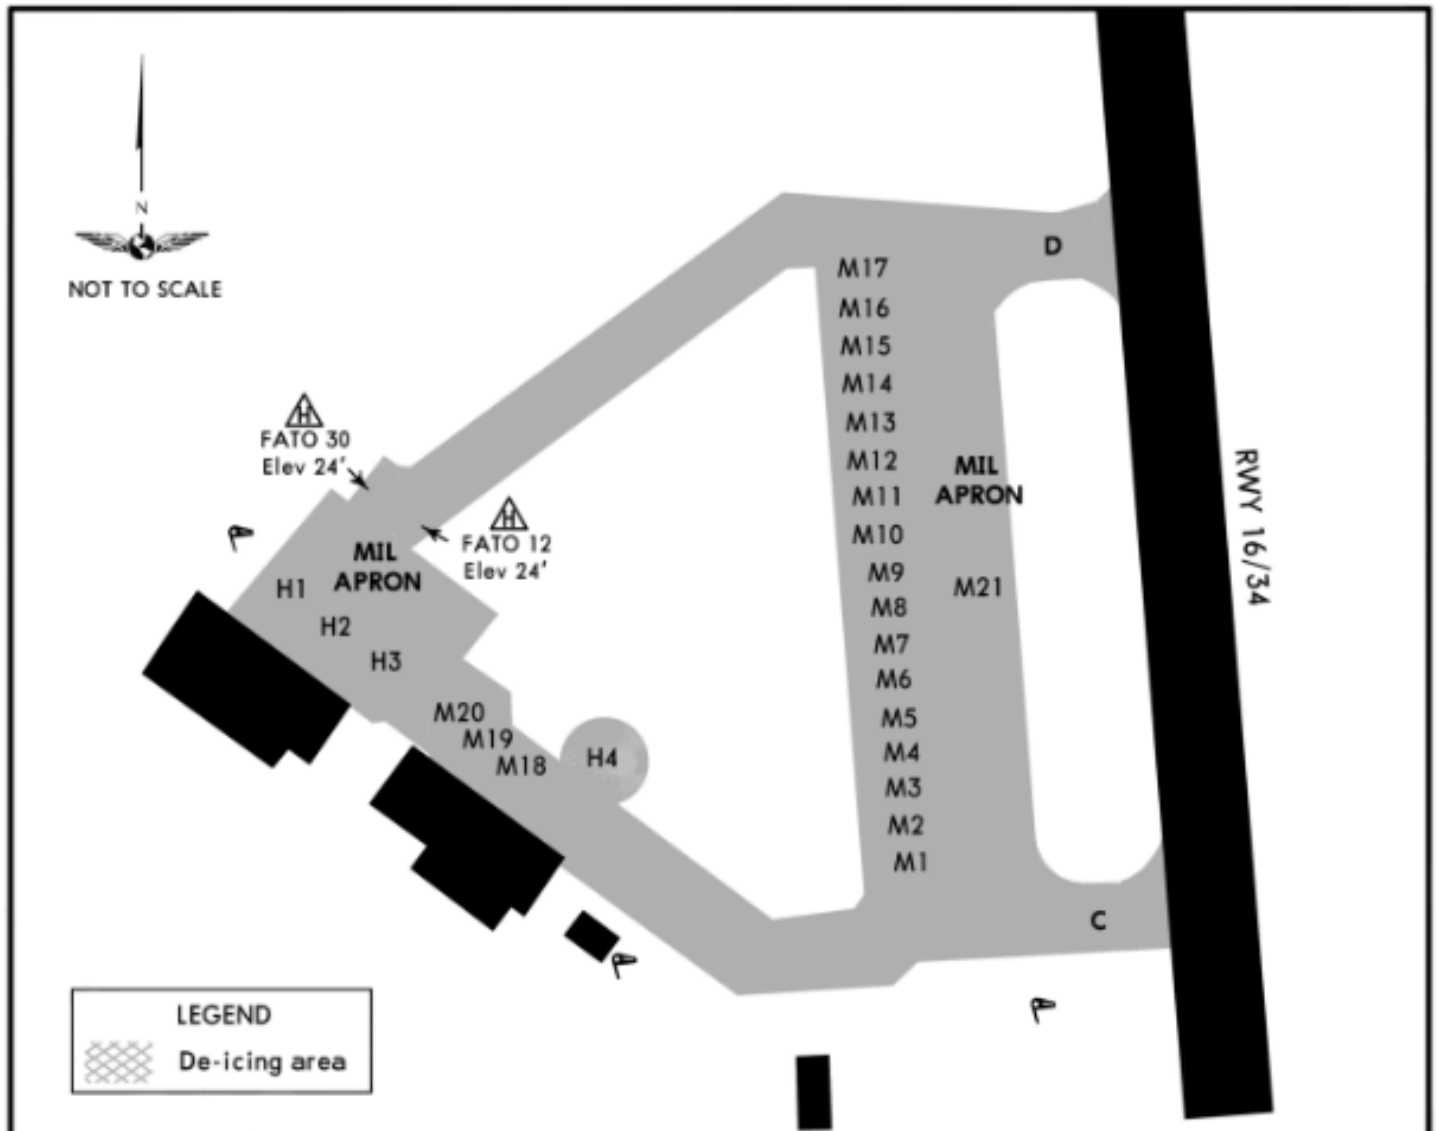 N
NOT TO SCALE
D
M17
M16
M15
M14
M13
M12
M11
M10
M9
M8
M7
M6
M5
M4
M3
M2
M1
MIL
APRON
M21
RWY 16/34
H
FATO 30
Elev 24'
H
FATO 12
Elev 24'
MIL
APRON
H1
H2
H3
M20
M19
M18
H4
C
LEGEND
De-icing area